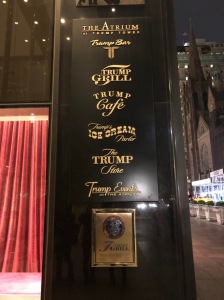 THE ATRIUM
AT TRUMP TOWER
Trump Bar
TRUMP
GRILL
TRUMP
Café
Trump's
ICE CREAM
Parlor
The
TRUMP
Store
Trump Events
GRILL